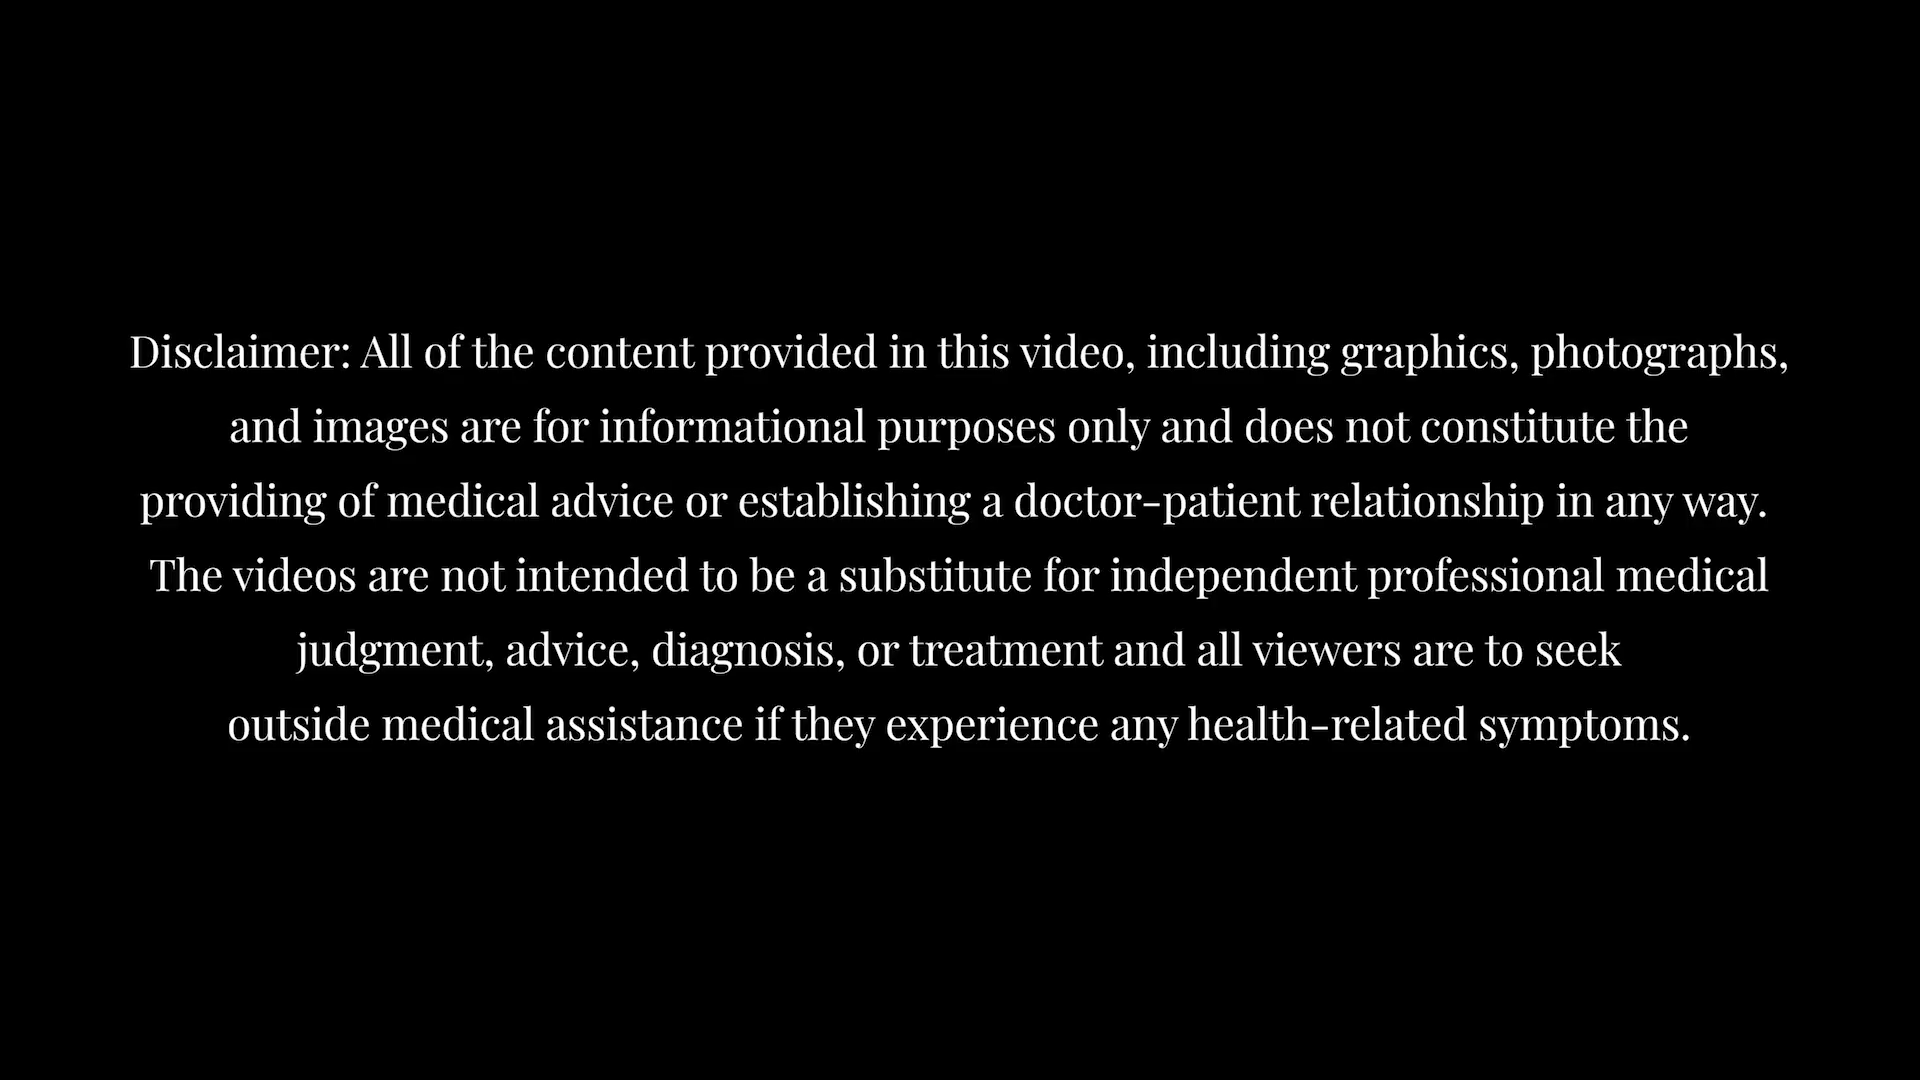 Disclaimer: All of the content provided in this video, including graphics, photographs,
and images are for informational purposes only and does not constitute the
providing of medical advice or establishing a doctor-patient relationship in any way.
The videos are not intended to be a substitute for independent professional medical
judgment, advice, diagnosis, or treatment and all viewers are to seek
outside medical assistance if they experience any health-related symptoms.